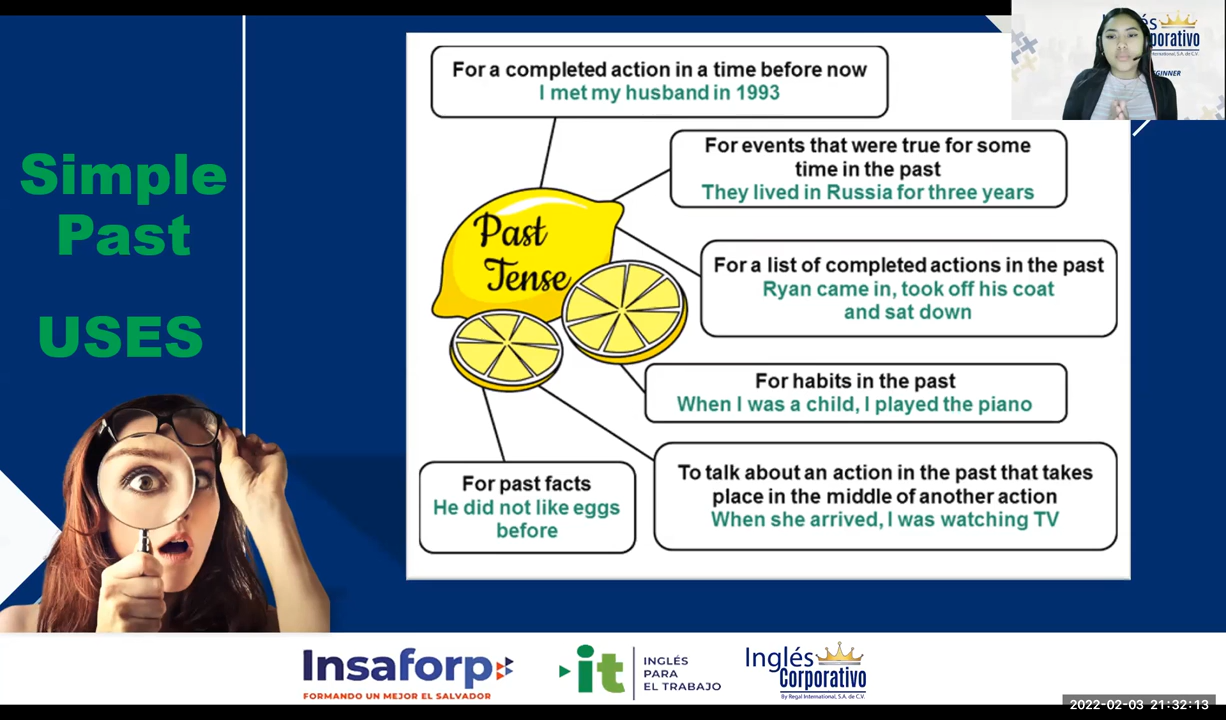 Simple
Past
USES
For a completed action in a time before now
I met my husband in 1993
For events that were true for some
time in the past
They lived in Russia for three years
Past
Tense
For a list of completed actions in the past
Ryan came in, took off his coat
and sat down
For habits in the past
When I was a child, I played the piano
For past facts
He did not like eggs
before
To talk about an action in the past that takes
place in the middle of another action
When she arrived, I was watching TV
Insaforp
FORMANDO UN MEJOR EL SALVADOR
it
INGLÉS
PARA
EL TRABAJO
Inglés
Corporativo
By Regal International, S.A. de C.V.
2022-02-03 21:32:13